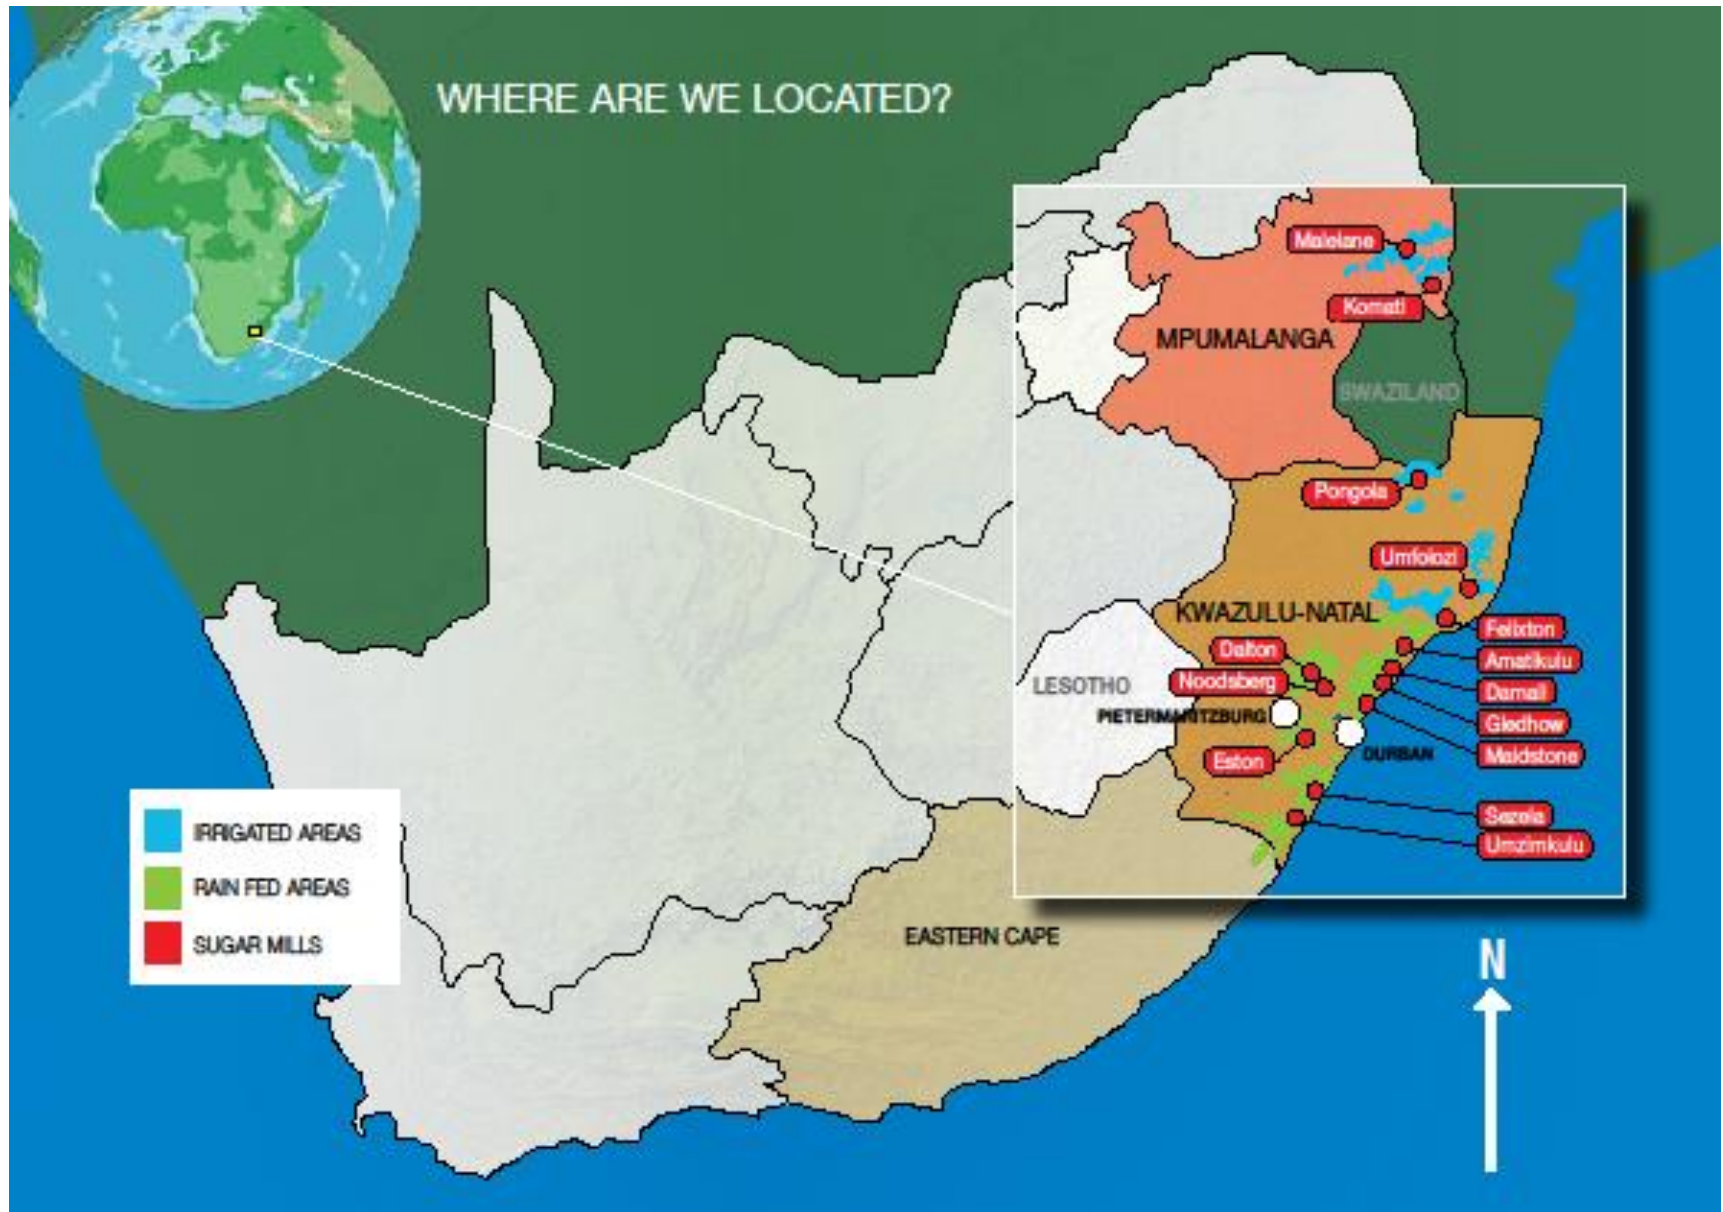 WHERE ARE WE LOCATED?
Malelane
Komati
MPUMALANGA
SWAZILAND
Pongola
Umfolozi
KWAZULU-NATAL
Felixton
Dalton
Amatikulu
Noodsberg
LESOTHO
Darnall
PIETERMARITZBURG
Gledhow
DURBAN
Maidstone
Eston
Sezela
Umzimkulu
IRRIGATED AREAS
RAIN FED AREAS
SUGAR MILLS
EASTERN CAPE
N